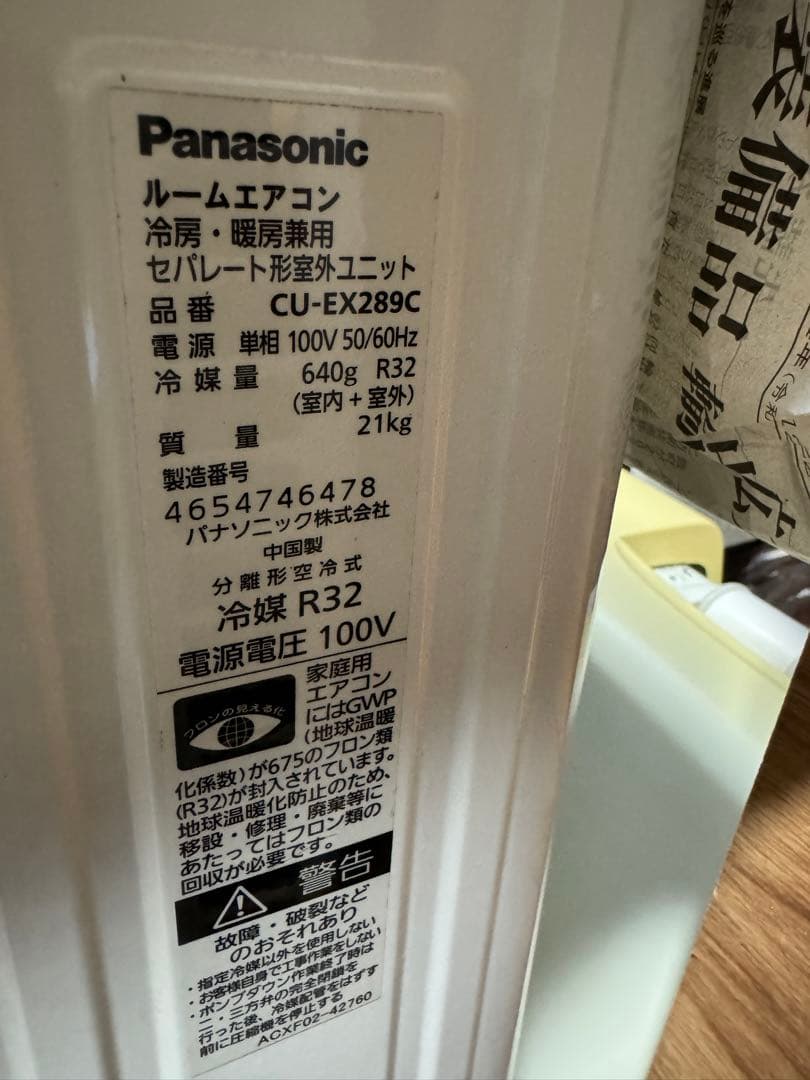 Panasonic
ルームエアコン
冷房・暖房兼用
セパレート形室外ユニット
品番 CU-EX289C
電源 単相 100V 50/60Hz
冷媒量 640g R32
(室内+室外)
質量 21kg
製造番号
4654746478
パナソニック株式会社
中国製
分離形空冷式
冷媒 R32
電源電圧 100V
フロンの見える化
家庭用
エアコン
にはGWP
(地球温暖
化係数)が675のフロン類
(R32)が封入されています。
地球温暖化防止のため、
移設・修理・廃棄等に
あたってはフロン類の
回収が必要です。
警告
故障・破裂など
のおそれあり
・指定冷媒以外を使用しない
・お客様自身で工事作業をしない
・ポンプダウン作業終了時は
二・三方弁の完全閉鎖を
行った後、冷媒配管をはずす
前に圧縮機を停止する
ACXF02-42760
装備品輸